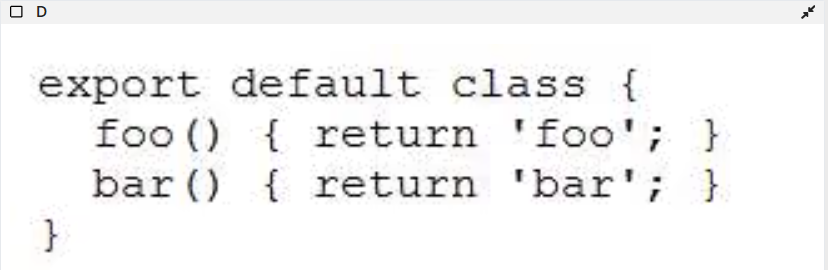 D
export default class {
  foo() { return 'foo'; }
  bar() { return 'bar'; }
}